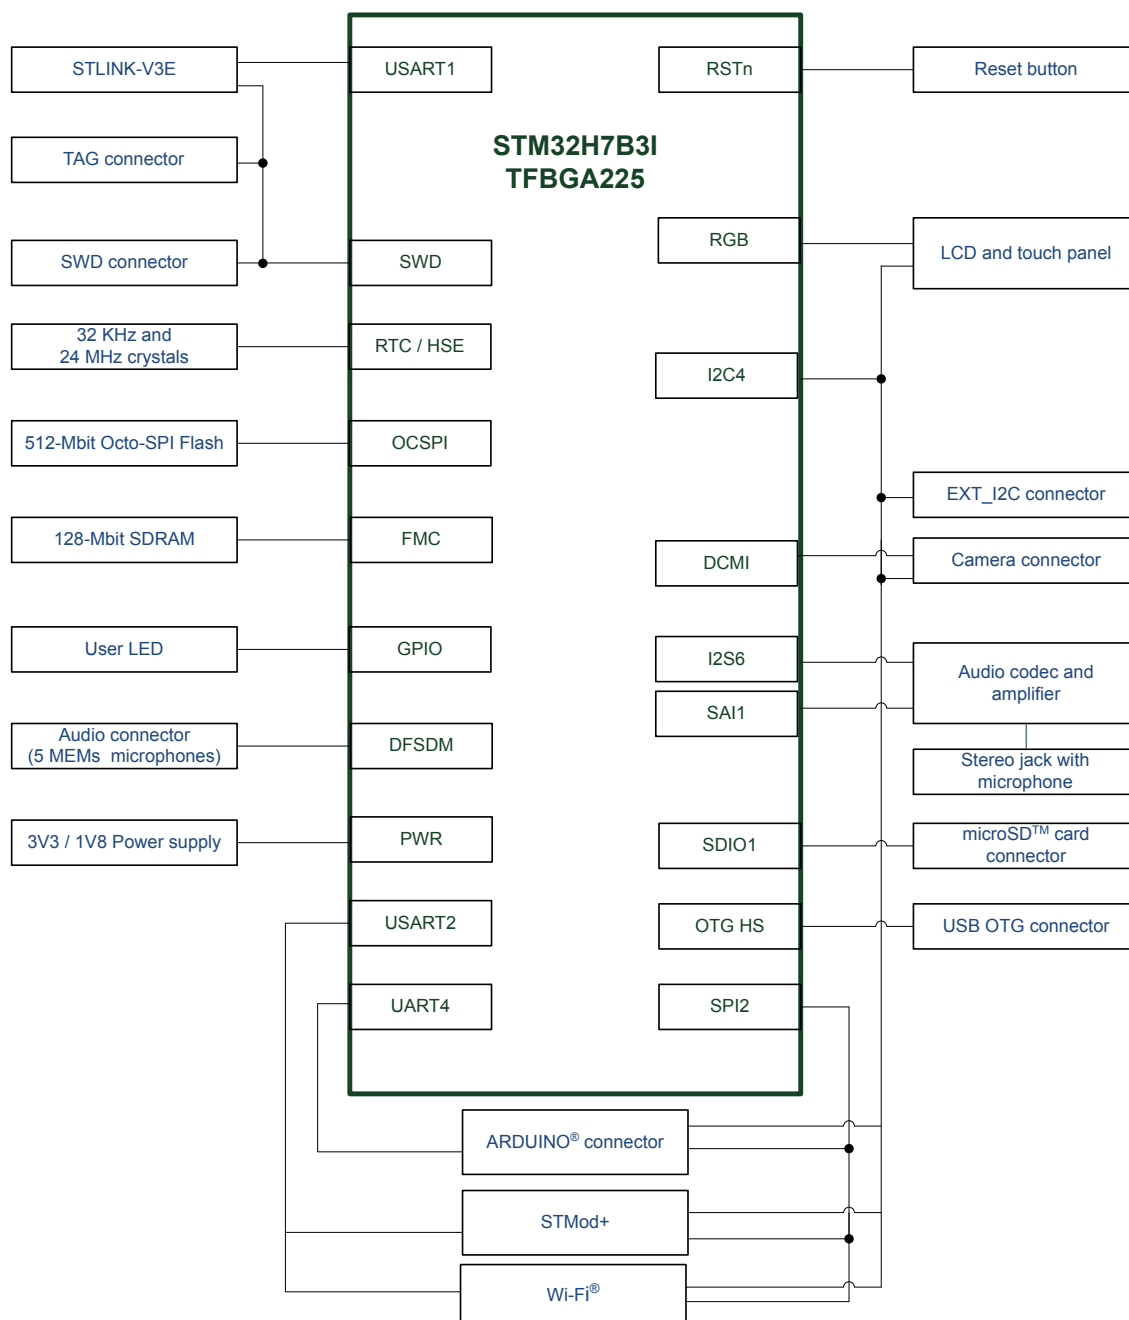 STLINK-V3E
USART1
RSTn
Reset button
STM32H7B3I
TFBGA225
TAG connector
RGB
LCD and touch panel
SWD connector
SWD
32 KHz and
24 MHz crystals
RTC / HSE
I2C4
512-Mbit Octo-SPI Flash
OCSPI
EXT_I2C connector
128-Mbit SDRAM
FMC
DCMI
Camera connector
User LED
GPIO
I2S6
SAI1
Audio codec and
amplifier
Audio connector
(5 MEMs  microphones)
DFSDM
Stereo jack with
microphone
3V3 / 1V8 Power supply
PWR
SDIO1
microSD™ card
connector
USART2
OTG HS
USB OTG connector
UART4
SPI2
ARDUINO® connector
STMod+
Wi-Fi®